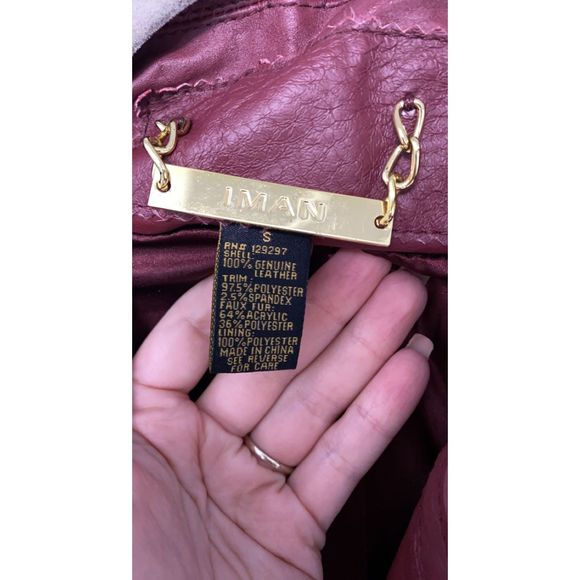 IMAN
S
RN# 129297
SHELL:
100% GENUINE
LEATHER
TRIM:
97.5%POLYESTER
2.5%SPANDEX
FAUX FUR:
64%ACRYLIC
36%POLYESTER
LINING:
100%POLYESTER
MADE IN CHINA
SEE REVERSE
FOR CARE